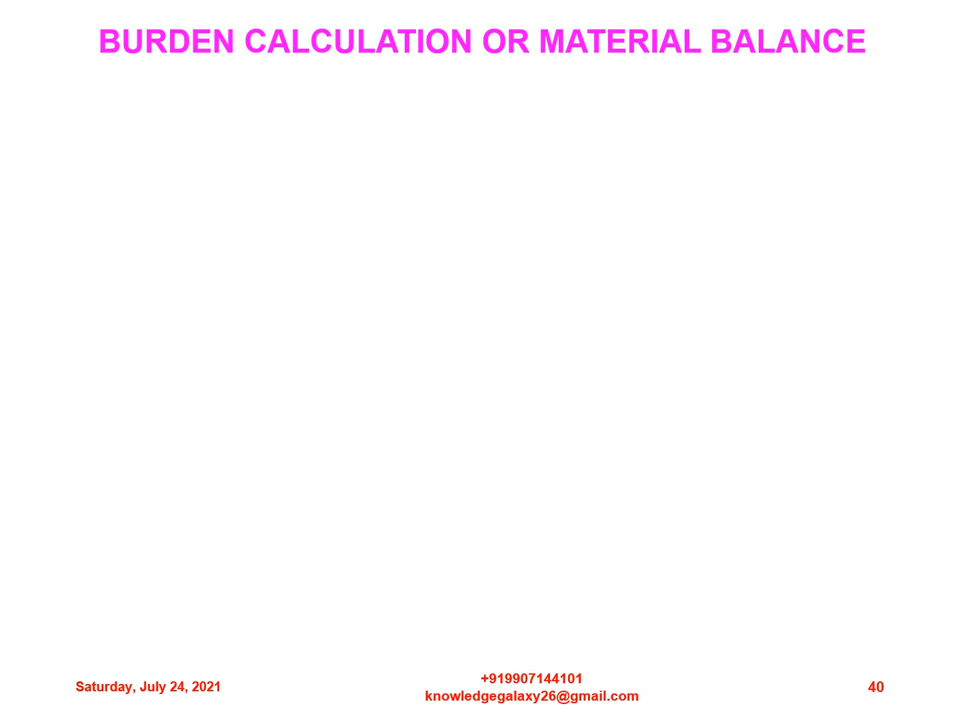 BURDEN CALCULATION OR MATERIAL BALANCE
Saturday, July 24, 2021
+919907144101
knowledgegalaxy26@gmail.com
40